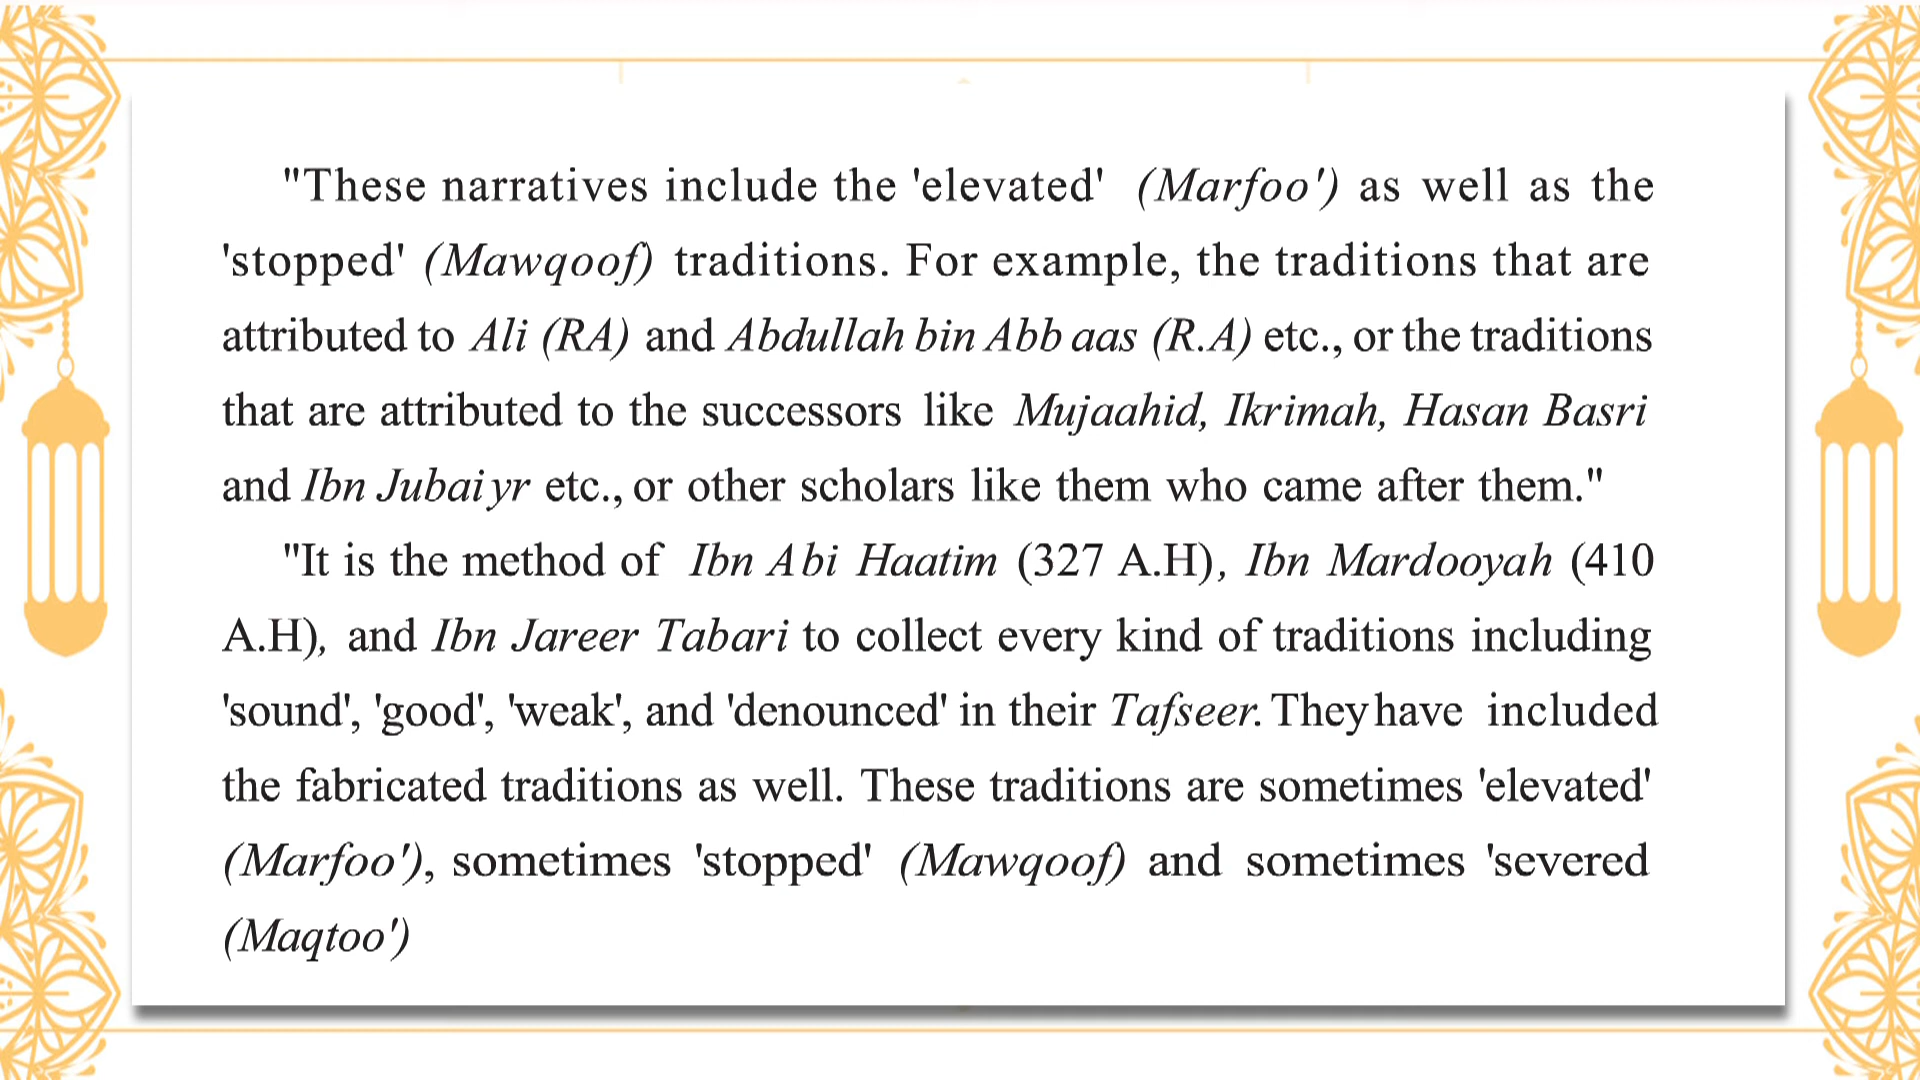 "These narratives include the 'elevated' (Marfoo') as well as the
'stopped' (Mawqoof) traditions. For example, the traditions that are
attributed to Ali (RA) and Abdullah bin Abb aas (R.A) etc., or the traditions
that are attributed to the successors like Mujaahid, Ikrimah, Hasan Basri
and Ibn Jubaiyr etc., or other scholars like them who came after them."
"It is the method of Ibn Abi Haatim (327 A.H), Ibn Mardooyah (410
A.H), and Ibn Jareer Tabari to collect every kind of traditions including
'sound', 'good', 'weak', and 'denounced' in their Tafseer. They have included
the fabricated traditions as well. These traditions are sometimes 'elevated'
(Marfoo'), sometimes 'stopped' (Mawqoof) and sometimes 'severed
(Maqtoo')